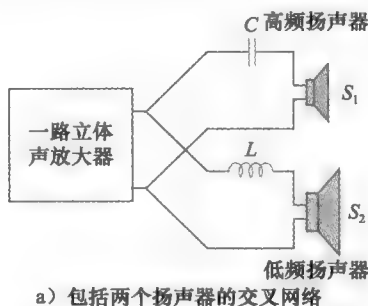 C
高频扬声器
S₁
一路立体
声放大器
L
S₂
低频扬声器
a）包括两个扬声器的交叉网络